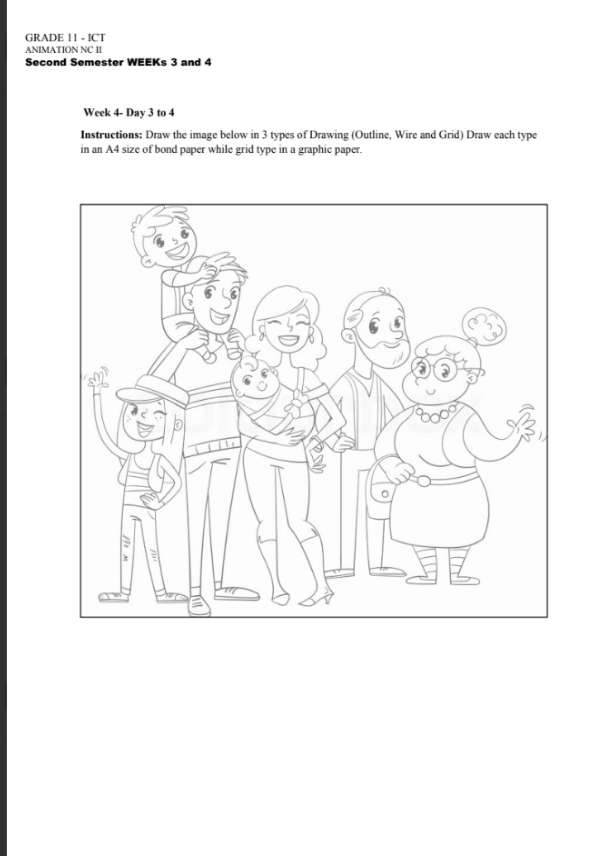 GRADE 11 - ICT
ANIMATION NC II
Second Semester WEEKs 3 and 4
Week 4- Day 3 to 4
Instructions: Draw the image below in 3 types of Drawing (Outline, Wire and Grid) Draw each type
in an A4 size of bond paper while grid type in a graphic paper.